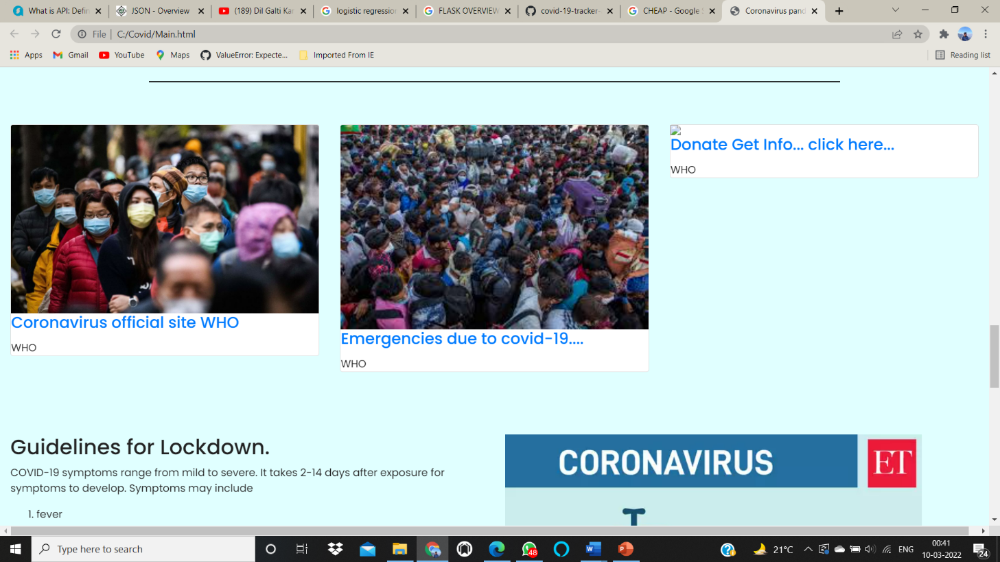 What is API: Defin
JSON - Overview
(189) Dil Galti Kar
logistic regression
FLASK OVERVIEW
covid-19-tracker-
CHEAP - Google S
Coronavirus pand
File
C:/Covid/Main.html
Apps
Gmail
YouTube
Maps
ValueError: Expecte...
Imported From IE
Reading list
Donate Get Info... click here...
WHO
Coronavirus official site WHO
WHO
Emergencies due to covid-19....
WHO
Guidelines for Lockdown.
COVID-19 symptoms range from mild to severe. It takes 2-14 days after exposure for
symptoms to develop. Symptoms may include
1. fever
CORONAVIRUS
ET
T
Type here to search
48
21°C
ENG
00:41
10-03-2022
24